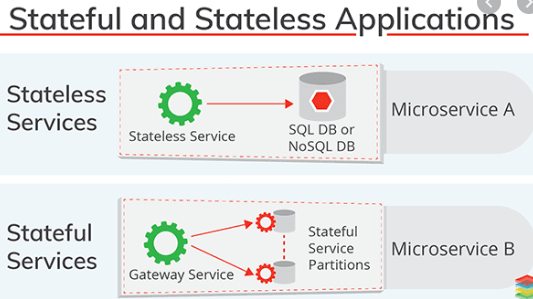 Stateful and Stateless Applications
Stateless
Services
Stateless Service
SQL DB or
NoSQL DB
Microservice A
Stateful
Services
Gateway Service
Stateful
Service
Partitions
Microservice B